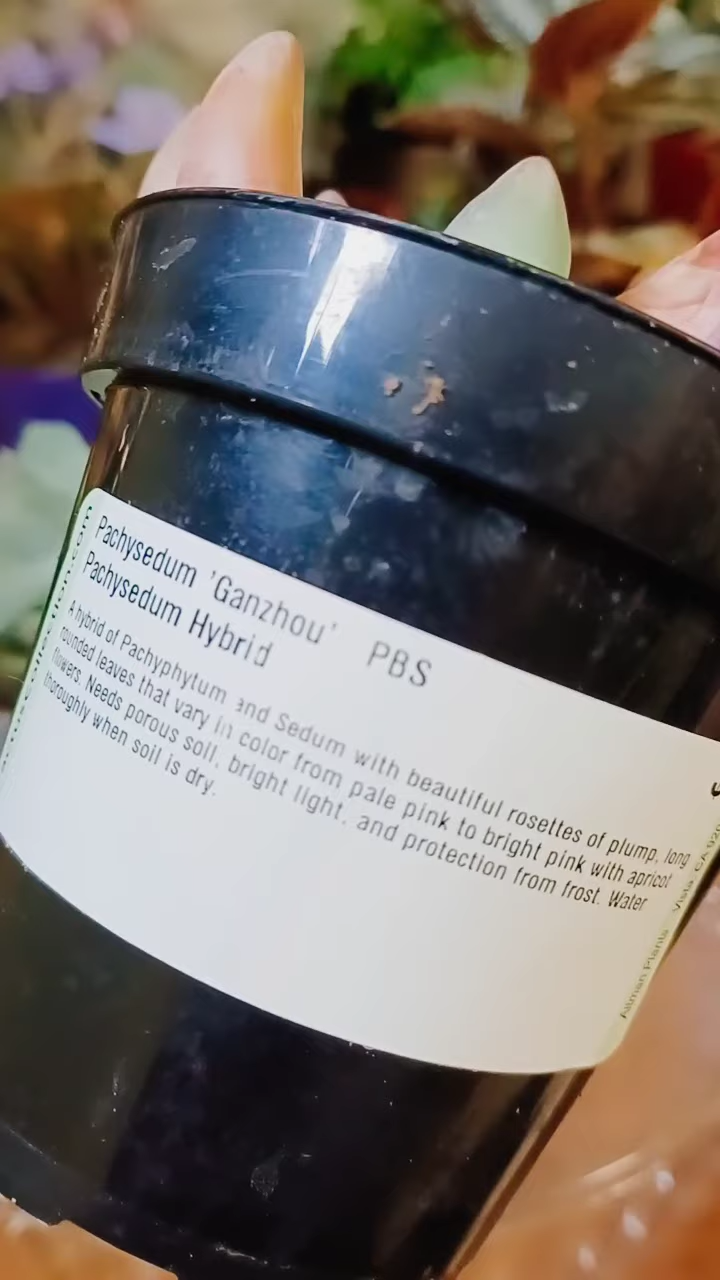 Pachysedum 'Ganzhou' PBS
Pachysedum Hybrid
A hybrid of Pachyphytum and Sedum with beautiful rosettes of plump, long
rounded leaves that vary in color from pale pink to bright pink with apricot
flowers. Needs porous soil, bright light, and protection from frost. Water
thoroughly when soil is dry.
Altman Plants Vista, CA